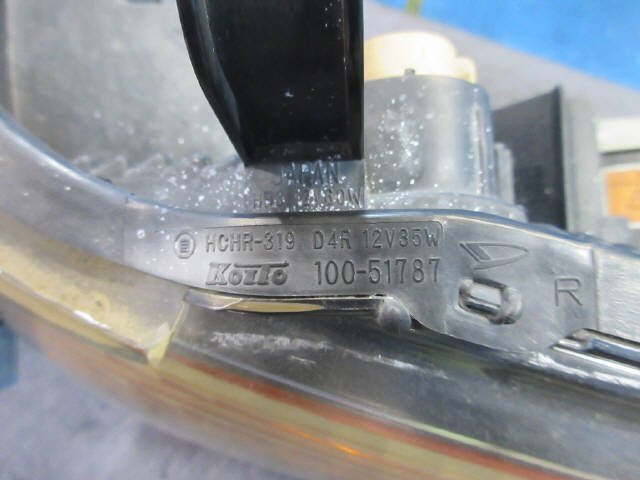 JAPAN
HCHR-319 D4R 12V35W
KOITO 100-51787
R